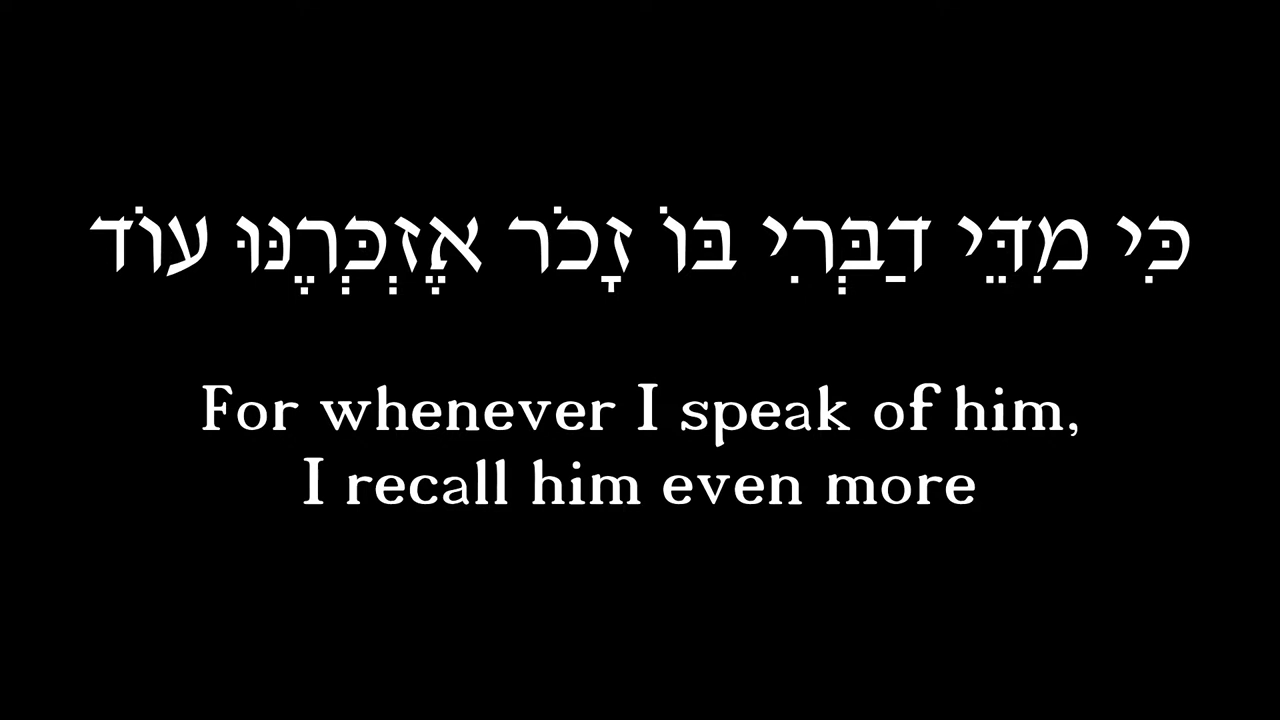 כִּי מִדֵּי דַבְּרִי בּוֹ זָכֹר אֶזְכְּרֶנּוּ עוֹד
For whenever I speak of him,
I recall him even more